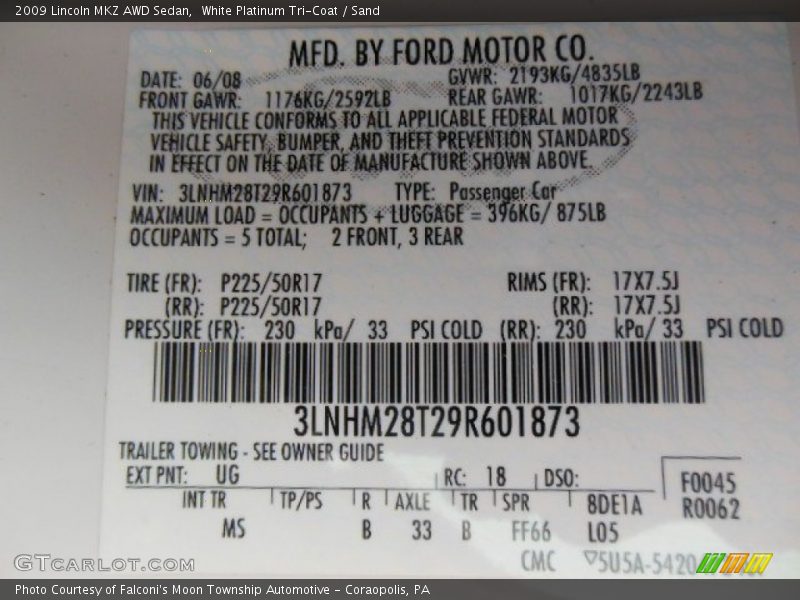 2009 Lincoln MKZ AWD Sedan,  White Platinum Tri-Coat / Sand
MFD. BY FORD MOTOR CO.
DATE: 06/08 GVWR: 2193KG/4835LB
FRONT GAWR: 1176KG/2592LB REAR GAWR: 1017KG/2243LB
THIS VEHICLE CONFORMS TO ALL APPLICABLE FEDERAL MOTOR
VEHICLE SAFETY, BUMPER, AND THEFT PREVENTION STANDARDS
IN EFFECT ON THE DATE OF MANUFACTURE SHOWN ABOVE.
VIN: 3LNHM28T29R601873 TYPE: Passenger Car
MAXIMUM LOAD = OCCUPANTS + LUGGAGE = 396KG/ 875LB
OCCUPANTS = 5 TOTAL; 2 FRONT, 3 REAR
TIRE (FR): P225/50R17 RIMS (FR): 17X7.5J
(RR): P225/50R17 (RR): 17X7.5J
PRESSURE (FR): 230 kPa/ 33 PSI COLD (RR): 230 kPa/ 33 PSI COLD
3LNHM28T29R601873
TRAILER TOWING - SEE OWNER GUIDE
EXT PNT: UG RC: 18 DSO: F0045
INT TR TP/PS R AXLE TR SPR 8DE1A R0062
MS B 33 B FF66 L05
CMC ▽5U5A-5420
GTCARLOT.COM
Photo Courtesy of Falconi's Moon Township Automotive – Coraopolis, PA